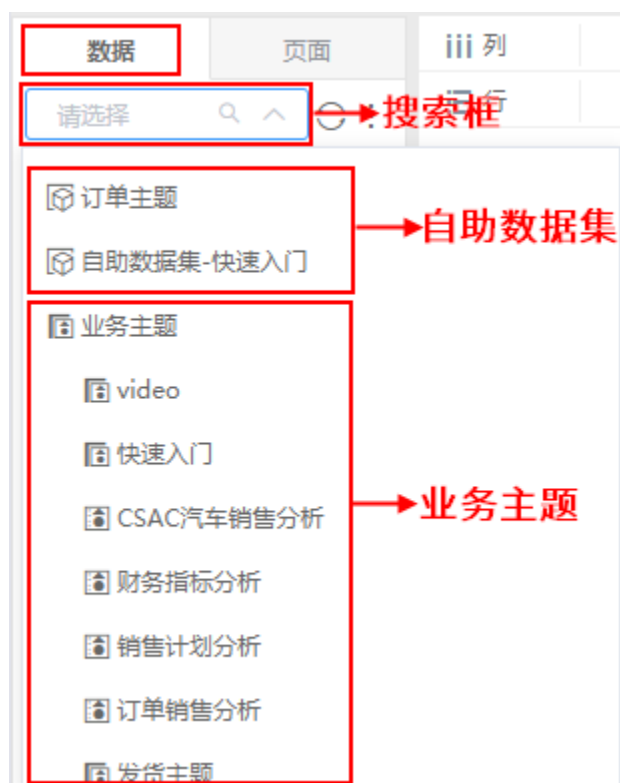 数据
页面
列
请选择
搜索框
行
订单主题
自助数据集-快速入门
自助数据集
业务主题
video
快速入门
CSAC汽车销售分析
业务主题
财务指标分析
销售计划分析
订单销售分析
发货主题